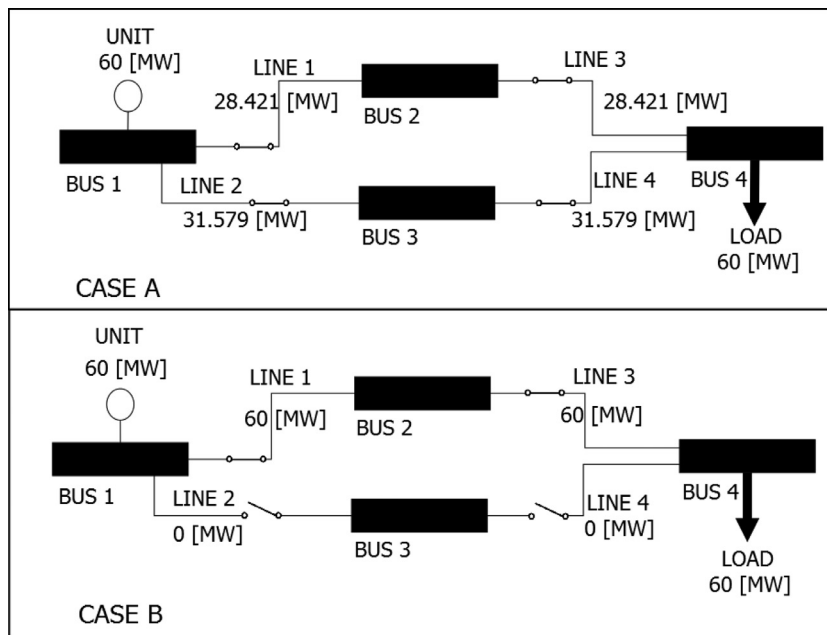 UNIT
60 [MW]
LINE 1
LINE 3
28.421 [MW]
28.421 [MW]
BUS 2
BUS 1
LINE 2
LINE 4
BUS 4
31.579 [MW]
31.579 [MW]
BUS 3
LOAD
60 [MW]
CASE A
UNIT
60 [MW]
LINE 1
LINE 3
60 [MW]
60 [MW]
BUS 2
BUS 1
LINE 2
LINE 4
BUS 4
0 [MW]
0 [MW]
BUS 3
LOAD
60 [MW]
CASE B